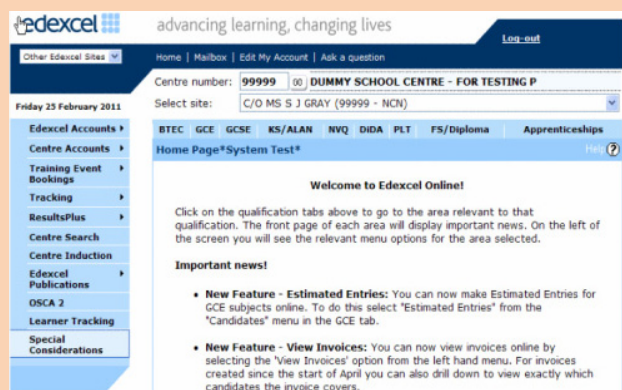 edexcel
advancing learning, changing lives
Log-out
Other Edexcel Sites
Home | Mailbox | Edit My Account | Ask a question
Centre number: 99999 GO DUMMY SCHOOL CENTRE - FOR TESTING P
Friday 25 February 2011
Select site: C/O MS S J GRAY (99999 - NCN)
BTEC GCE GCSE KS/ALAN NVQ DiDA PLT FS/Diploma Apprenticeships
Home Page*System Test*
Help ?
Edexcel Accounts
Centre Accounts
Training Event
Bookings
Tracking
ResultsPlus
Centre Search
Centre Induction
Edexcel
Publications
OSCA 2
Learner Tracking
Special
Considerations
Welcome to Edexcel Online!
Click on the qualification tabs above to go to the area relevant to that
qualification. The front page of each area will display important news. On the left of
the screen you will see the relevant menu options for the area selected.
Important news!
• New Feature - Estimated Entries: You can now make Estimated Entries for
GCE subjects online. To do this select "Estimated Entries" from the
"Candidates" menu in the GCE tab.
• New Feature - View Invoices: You can now view invoices online by
selecting the 'View Invoices' option from the left hand menu. For invoices
created since the start of April you can also drill down to view exactly which
candidates the invoice covers.